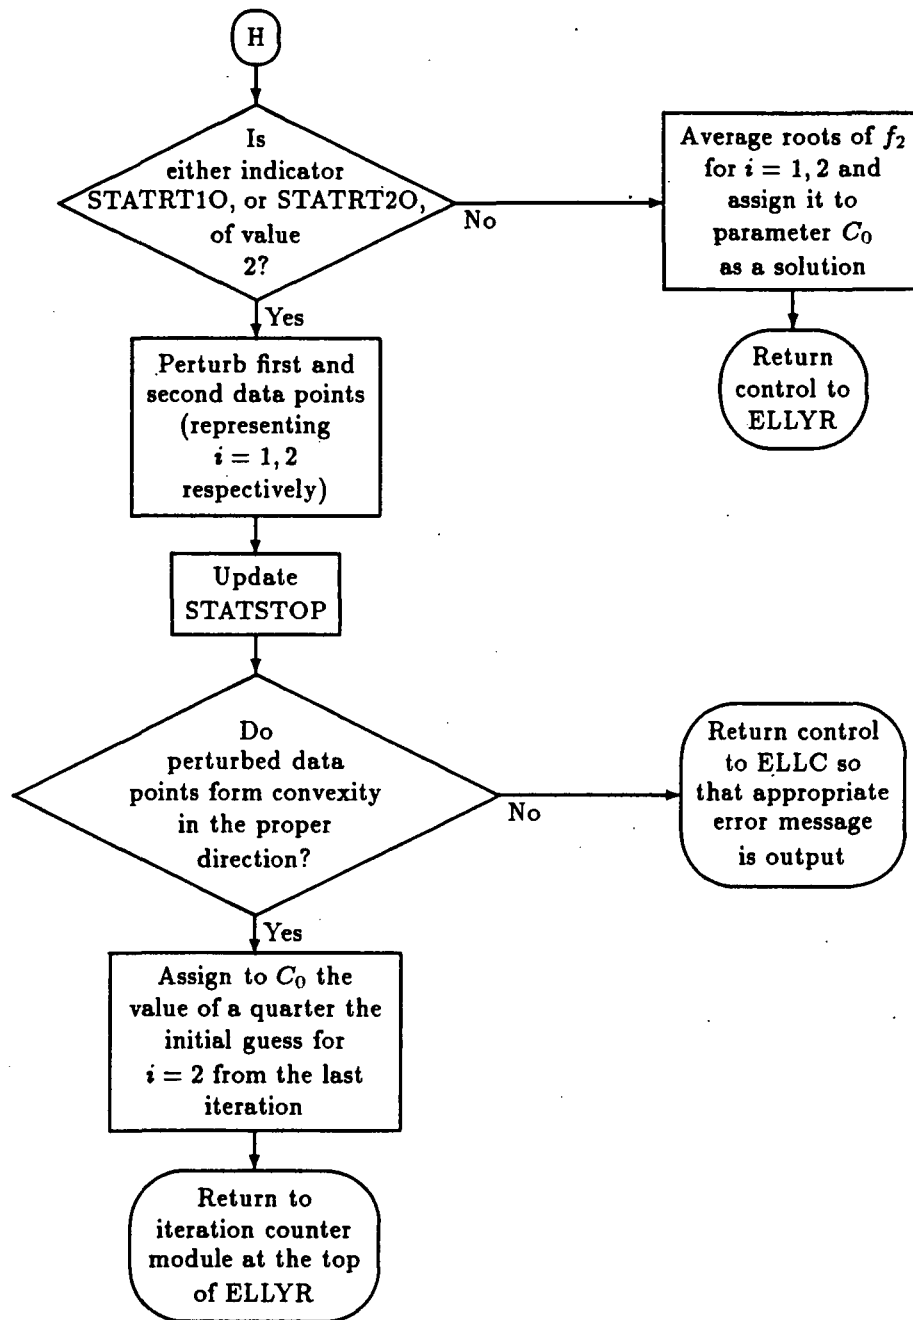 H
Is
either indicator
STATRT1O, or STATRT2O,
of value
2?
No
Average roots of f₂
for i = 1, 2 and
assign it to
parameter C₀
as a solution
Return
control to
ELLYR
Yes
Perturb first and
second data points
(representing
i = 1, 2
respectively)
Update
STATSTOP
Do
perturbed data
points form convexity
in the proper
direction?
No
Return control
to ELLC so
that appropriate
error message
is output
Yes
Assign to C₀ the
value of a quarter the
initial guess for
i = 2 from the last
iteration
Return to
iteration counter
module at the top
of ELLYR